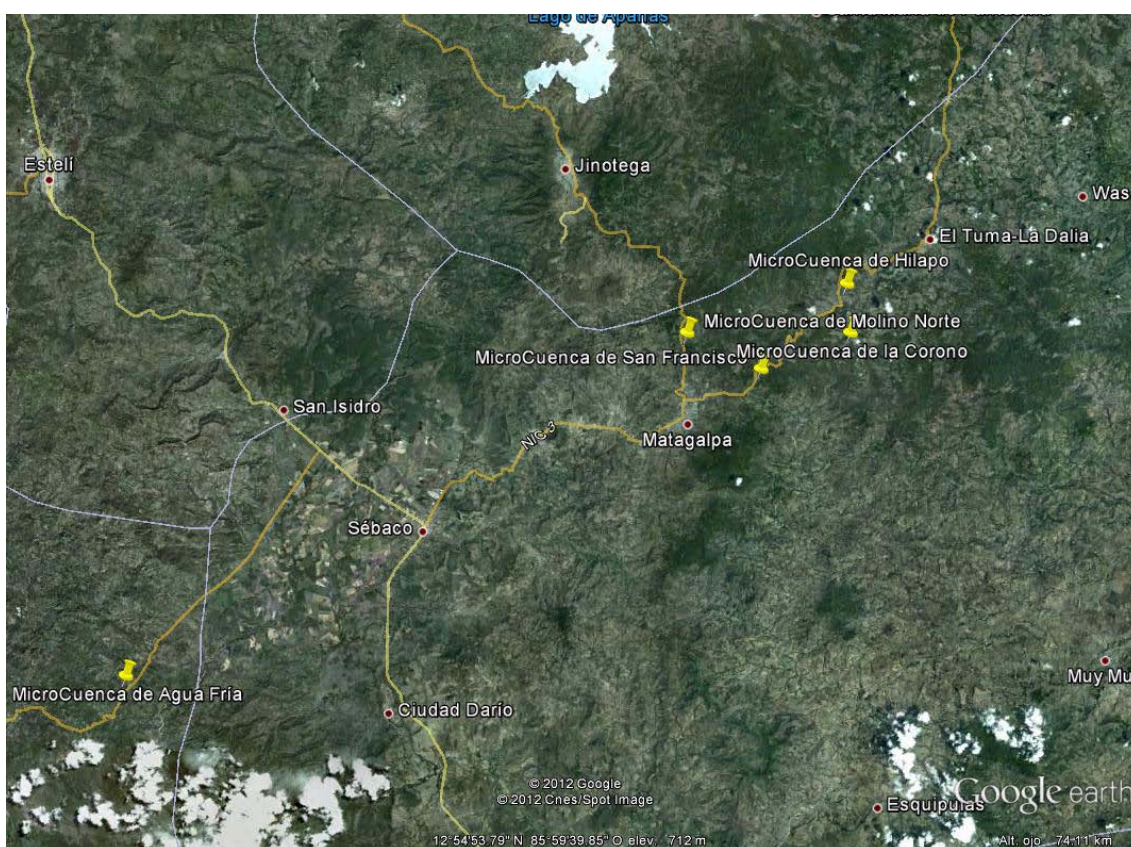 Lago de Apanas
Estelí
Jinotega
Was
El Tuma-La Dalia
MicroCuenca de Hilapo
MicroCuenca de Molino Norte
MicroCuenca de San Francisco
MicroCuenca de la Corono
San Isidro
NIC-3
Matagalpa
Sébaco
Muy Mu
MicroCuenca de Agua Fría
Ciudad Darío
© 2012 Google
© 2012 Cnes/Spot Image
Esquipulas
Google earth
12°54'53.79" N 85°59'39.85" O elev. 712 m
Alt. ojo 74.11 km